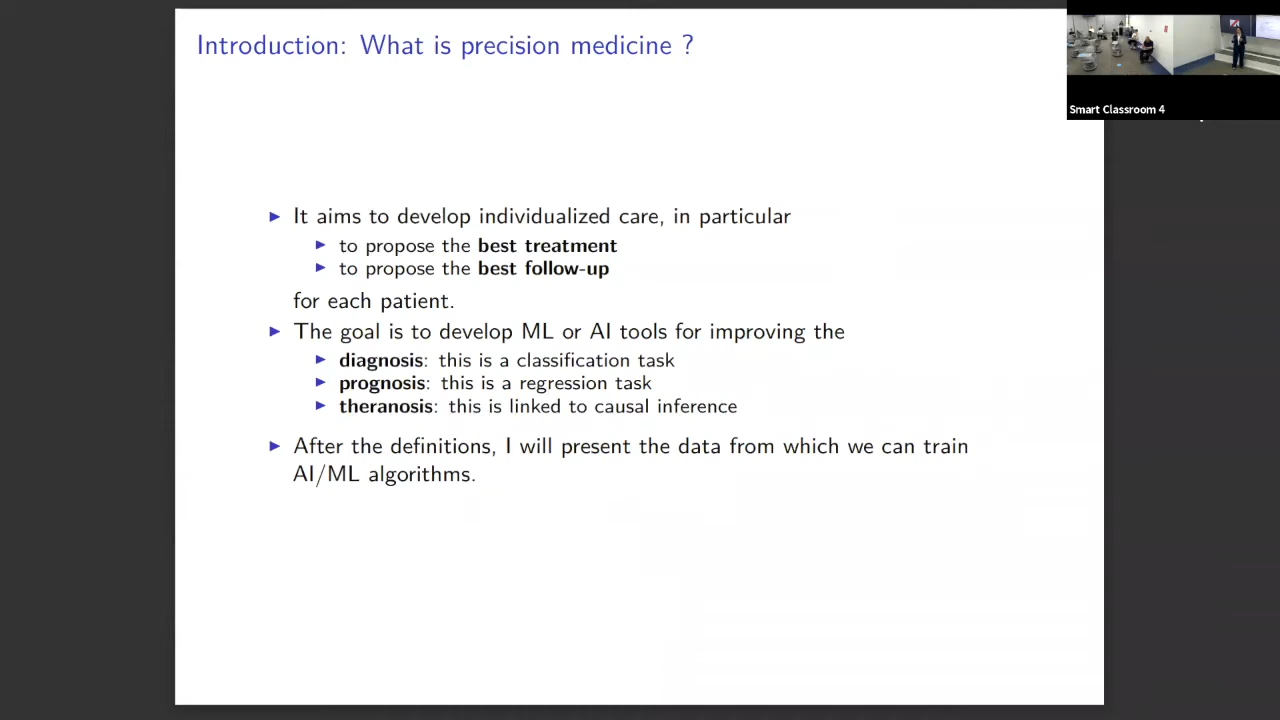 Introduction: What is precision medicine ?
Smart Classroom 4
► It aims to develop individualized care, in particular
► to propose the best treatment
► to propose the best follow-up
for each patient.
► The goal is to develop ML or AI tools for improving the
► diagnosis: this is a classification task
► prognosis: this is a regression task
► theranosis: this is linked to causal inference
► After the definitions, I will present the data from which we can train
AI/ML algorithms.